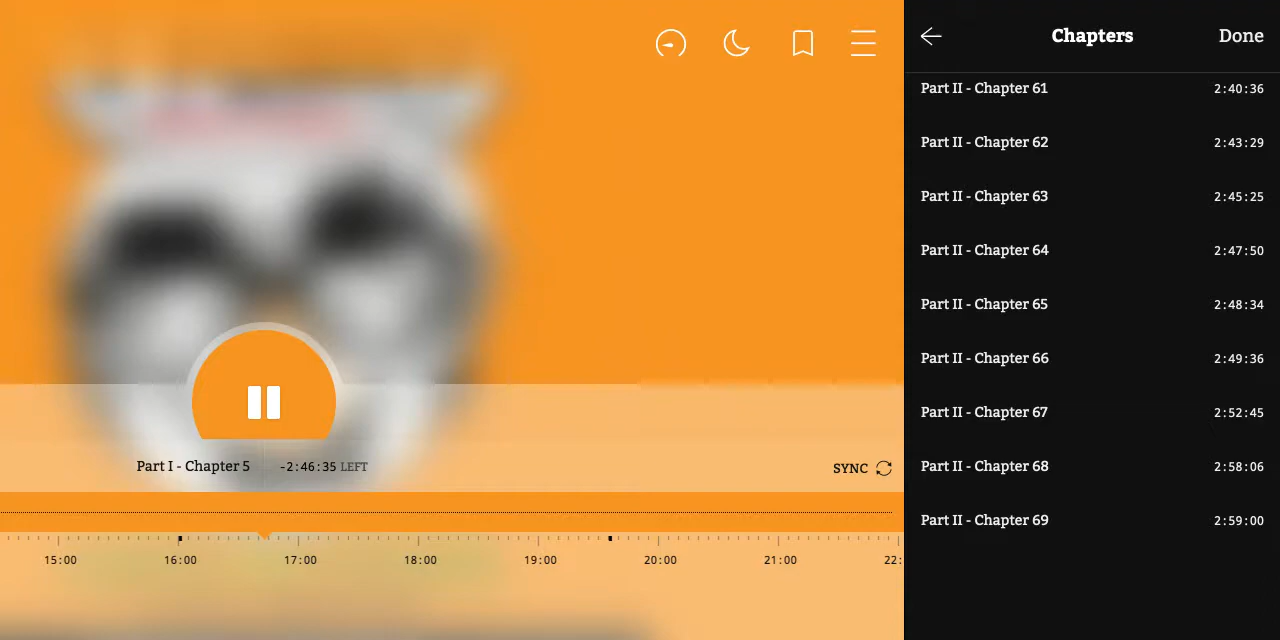 Chapters
Done
Part II - Chapter 61 2:40:36
Part II - Chapter 62 2:43:29
Part II - Chapter 63 2:45:25
Part II - Chapter 64 2:47:50
Part II - Chapter 65 2:48:34
Part II - Chapter 66 2:49:36
Part II - Chapter 67 2:52:45
Part II - Chapter 68 2:58:06
Part II - Chapter 69 2:59:00
Part I - Chapter 5 -2:46:35 LEFT
SYNC
15:00 16:00 17:00 18:00 19:00 20:00 21:00 22: